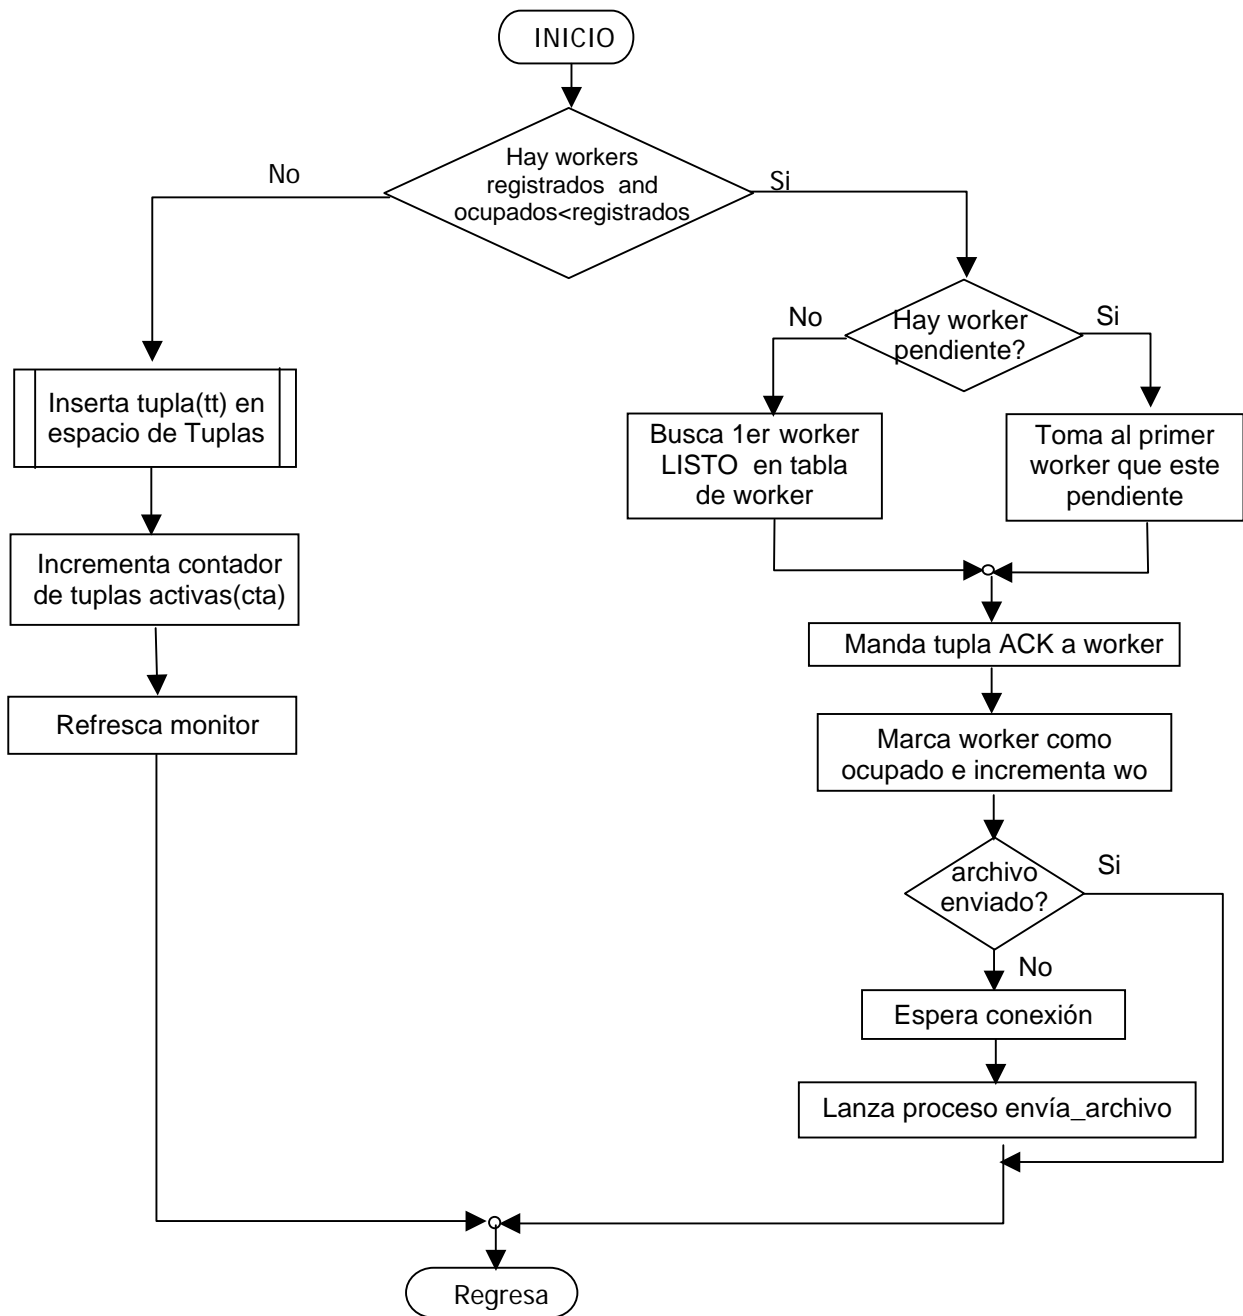 INICIO
Hay workers
registrados and
ocupados<registrados
No
Si
Hay worker
pendiente?
No
Si
Inserta tupla(tt) en
espacio de Tuplas
Busca 1er worker
LISTO en tabla
de worker
Toma al primer
worker que este
pendiente
Incrementa contador
de tuplas activas(cta)
Manda tupla ACK a worker
Refresca monitor
Marca worker como
ocupado e incrementa wo
archivo
enviado?
Si
No
Espera conexión
Lanza proceso envía_archivo
Regresa